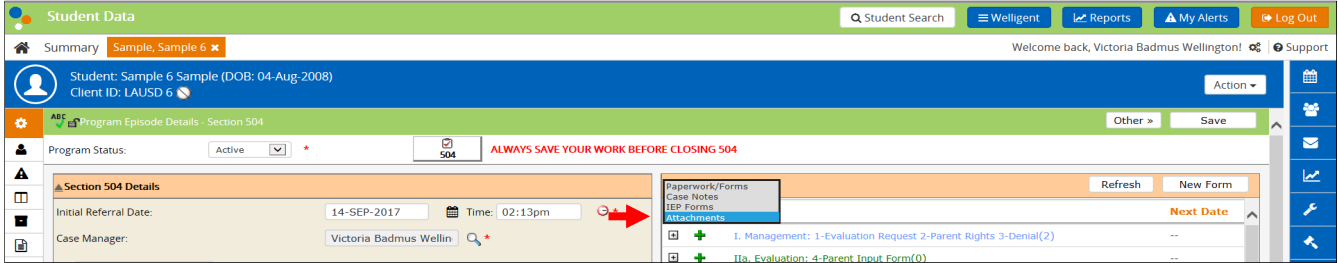 Student Data
Student Search
Welligent
Reports
My Alerts
Log Out
Summary
Sample, Sample 6 ×
Welcome back, Victoria Badmus Wellington!
Support
Student: Sample 6 Sample (DOB: 04-Aug-2008)
Client ID: LAUSD 6
Action
ABC
Program Episode Details - Section 504
Other »
Save
Program Status:
Active
*
504
ALWAYS SAVE YOUR WORK BEFORE CLOSING 504
Section 504 Details
Paperwork/Forms
Case Notes
IEP Forms
Attachments
Refresh
New Form
Initial Referral Date:
14-SEP-2017
Time:
02:13pm
*
Next Date
Case Manager:
Victoria Badmus Wellin
*
I. Management: 1-Evaluation Request 2-Parent Rights 3-Denial(2)
--
IIa. Evaluation: 4-Parent Input Form(0)
--